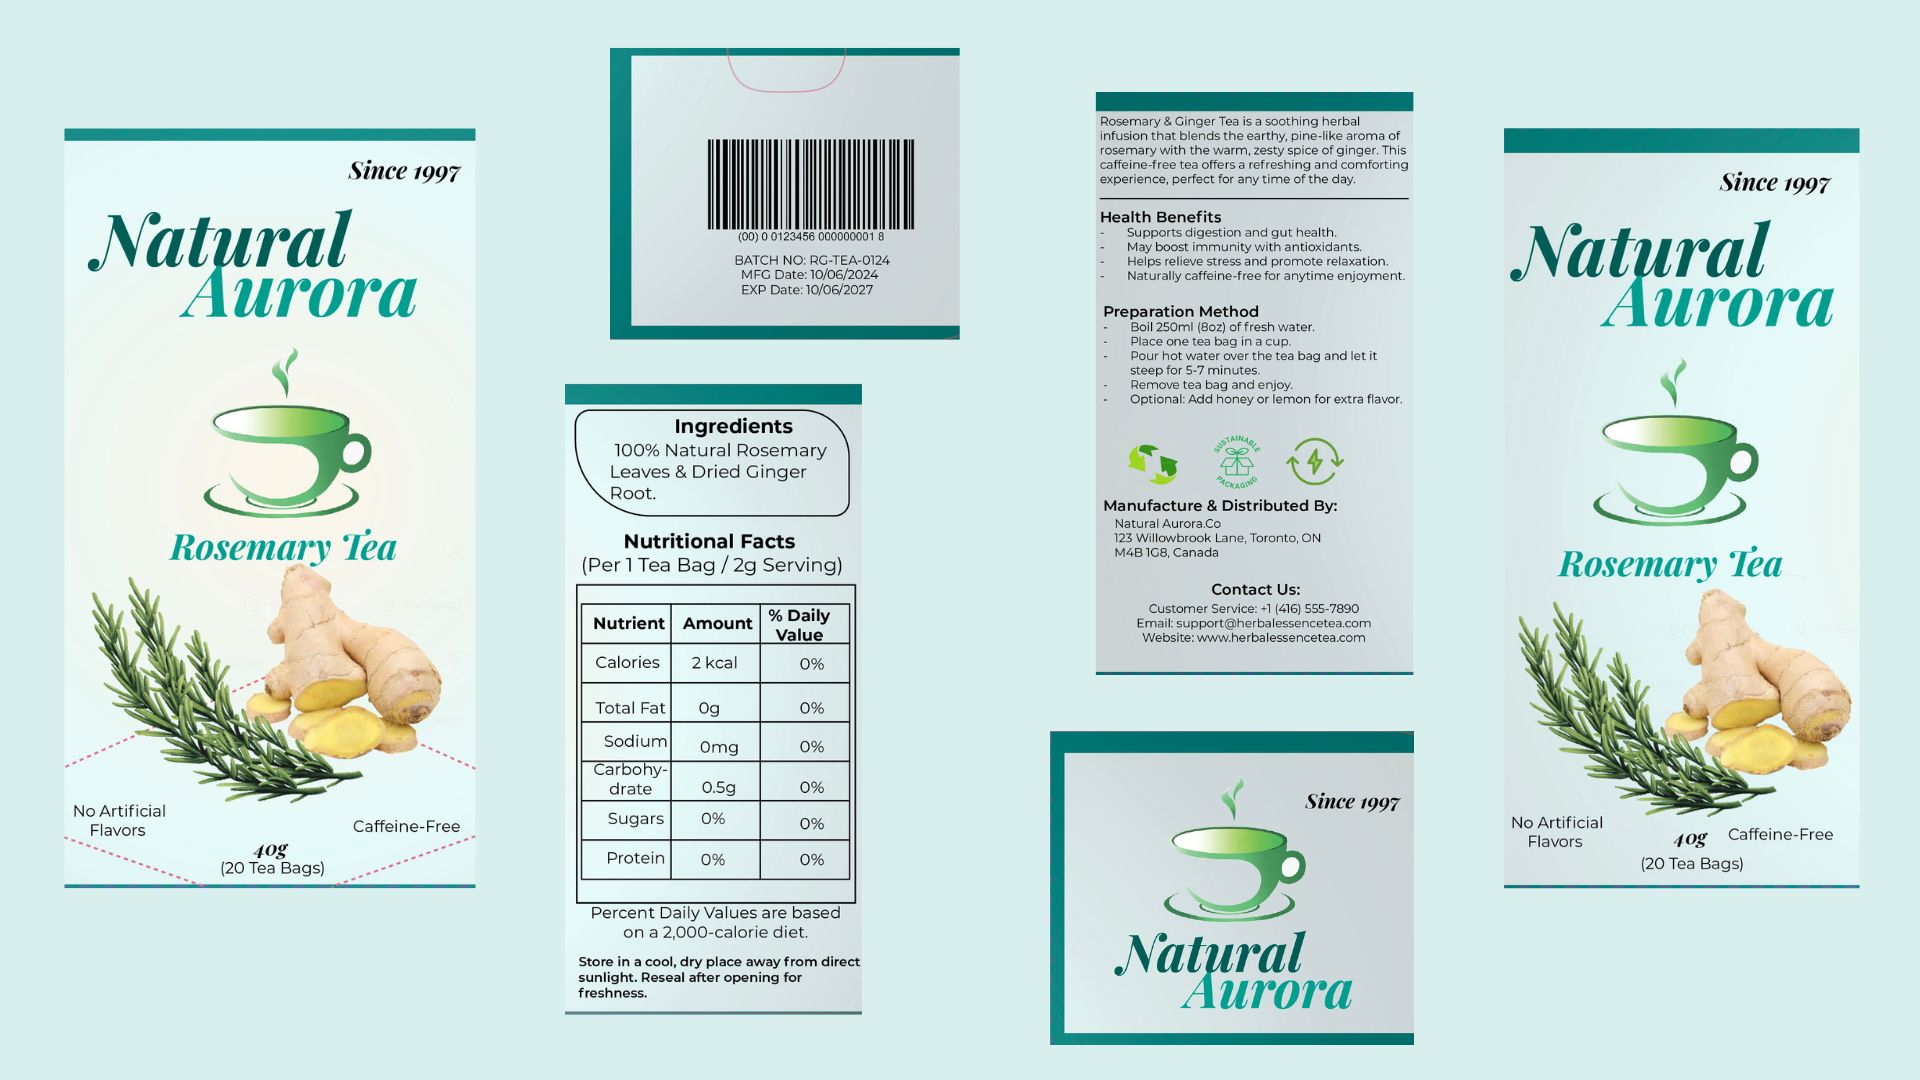 Since 1997
Natural
Aurora
Rosemary Tea
No Artificial
Flavors
Caffeine-Free
40g
(20 Tea Bags)
(00) 0 0123456 000000001 8
BATCH NO: RG-TEA-0124
MFG Date: 10/06/2024
EXP Date: 10/06/2027
Ingredients
100% Natural Rosemary
Leaves & Dried Ginger
Root.
Nutritional Facts
(Per 1 Tea Bag / 2g Serving)
Nutrient Amount % Daily Value
Calories 2 kcal 0%
Total Fat 0g 0%
Sodium 0mg 0%
Carbohy-
drate 0.5g 0%
Sugars 0% 0%
Protein 0% 0%
Percent Daily Values are based
on a 2,000-calorie diet.
Store in a cool, dry place away from direct
sunlight. Reseal after opening for
freshness.
Rosemary & Ginger Tea is a soothing herbal
infusion that blends the earthy, pine-like aroma of
rosemary with the warm, zesty spice of ginger. This
caffeine-free tea offers a refreshing and comforting
experience, perfect for any time of the day.
Health Benefits
- Supports digestion and gut health.
- May boost immunity with antioxidants.
- Helps relieve stress and promote relaxation.
- Naturally caffeine-free for anytime enjoyment.
Preparation Method
- Boil 250ml (8oz) of fresh water.
- Place one tea bag in a cup.
- Pour hot water over the tea bag and let it
steep for 5-7 minutes.
- Remove tea bag and enjoy.
- Optional: Add honey or lemon for extra flavor.
SUSTAINABLE
PACKAGING
Manufacture & Distributed By:
Natural Aurora.Co
123 Willowbrook Lane, Toronto, ON
M4B 1G8, Canada
Contact Us:
Customer Service: +1 (416) 555-7890
Email: support@herbalessencetea.com
Website: www.herbalessencetea.com
Since 1997
Natural
Aurora
Since 1997
Natural
Aurora
Rosemary Tea
No Artificial
Flavors
40g
Caffeine-Free
(20 Tea Bags)